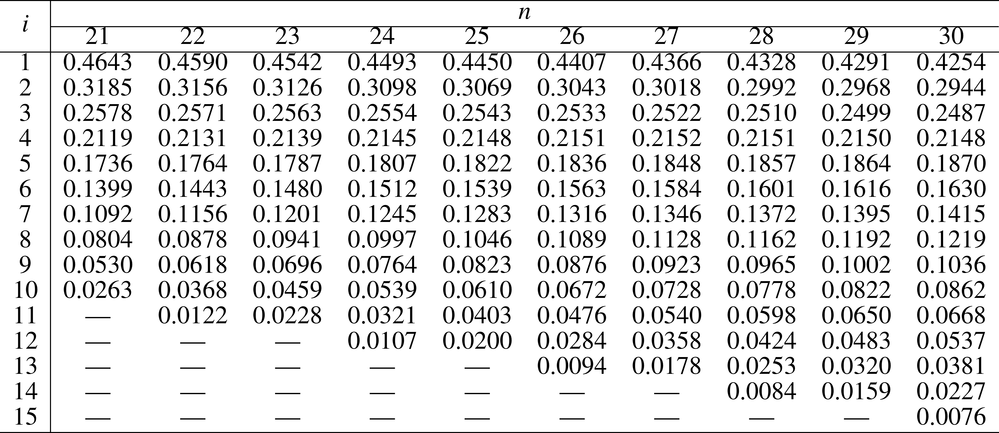 i n
21 22 23 24 25 26 27 28 29 30
1 0.4643 0.4590 0.4542 0.4493 0.4450 0.4407 0.4366 0.4328 0.4291 0.4254
2 0.3185 0.3156 0.3126 0.3098 0.3069 0.3043 0.3018 0.2992 0.2968 0.2944
3 0.2578 0.2571 0.2563 0.2554 0.2543 0.2533 0.2522 0.2510 0.2499 0.2487
4 0.2119 0.2131 0.2139 0.2145 0.2148 0.2151 0.2152 0.2151 0.2150 0.2148
5 0.1736 0.1764 0.1787 0.1807 0.1822 0.1836 0.1848 0.1857 0.1864 0.1870
6 0.1399 0.1443 0.1480 0.1512 0.1539 0.1563 0.1584 0.1601 0.1616 0.1630
7 0.1092 0.1156 0.1201 0.1245 0.1283 0.1316 0.1346 0.1372 0.1395 0.1415
8 0.0804 0.0878 0.0941 0.0997 0.1046 0.1089 0.1128 0.1162 0.1192 0.1219
9 0.0530 0.0618 0.0696 0.0764 0.0823 0.0876 0.0923 0.0965 0.1002 0.1036
10 0.0263 0.0368 0.0459 0.0539 0.0610 0.0672 0.0728 0.0778 0.0822 0.0862
11 — 0.0122 0.0228 0.0321 0.0403 0.0476 0.0540 0.0598 0.0650 0.0668
12 — — — 0.0107 0.0200 0.0284 0.0358 0.0424 0.0483 0.0537
13 — — — — — 0.0094 0.0178 0.0253 0.0320 0.0381
14 — — — — — — — 0.0084 0.0159 0.0227
15 — — — — — — — — — 0.0076